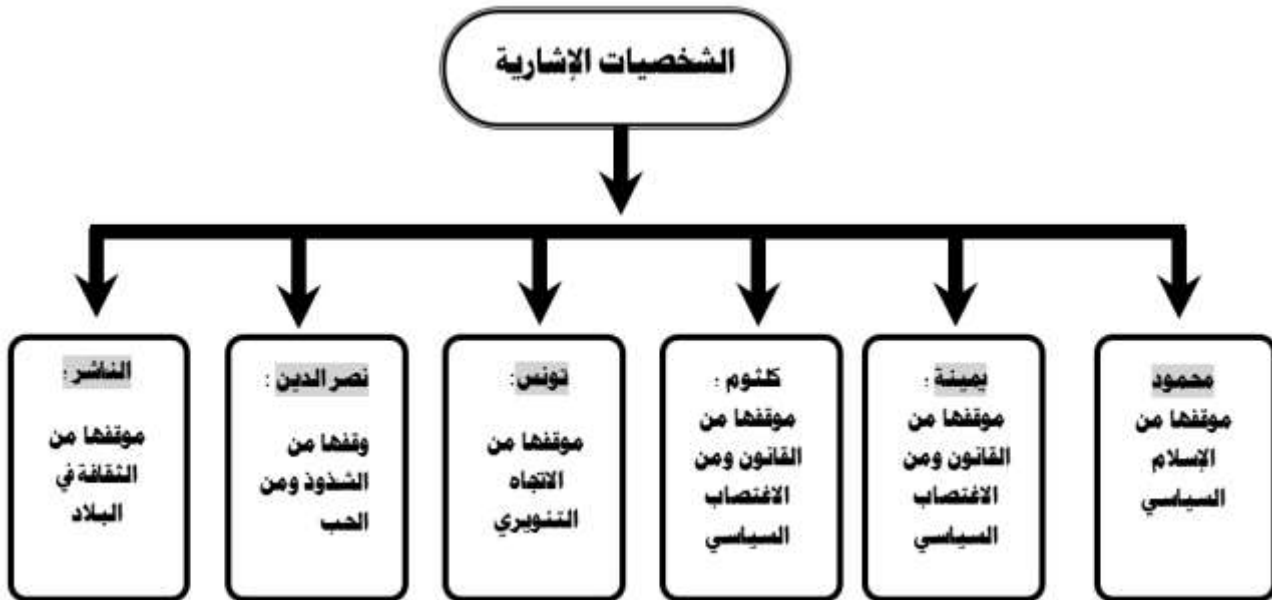 الشخصيات الإشارية
محمود
موقفها من
الإسلام
السياسي
يمينة :
موقفها من
القانون ومن
الاغتصاب
السياسي
كلثوم :
موقفها من
القانون ومن
الاغتصاب
السياسي
تونس :
موقفها من
الاتجاه
التنويري
نصر الدين :
وقفها من
الشذوذ ومن
الحب
الناشر :
موقفها من
الثقافة في
البلاد